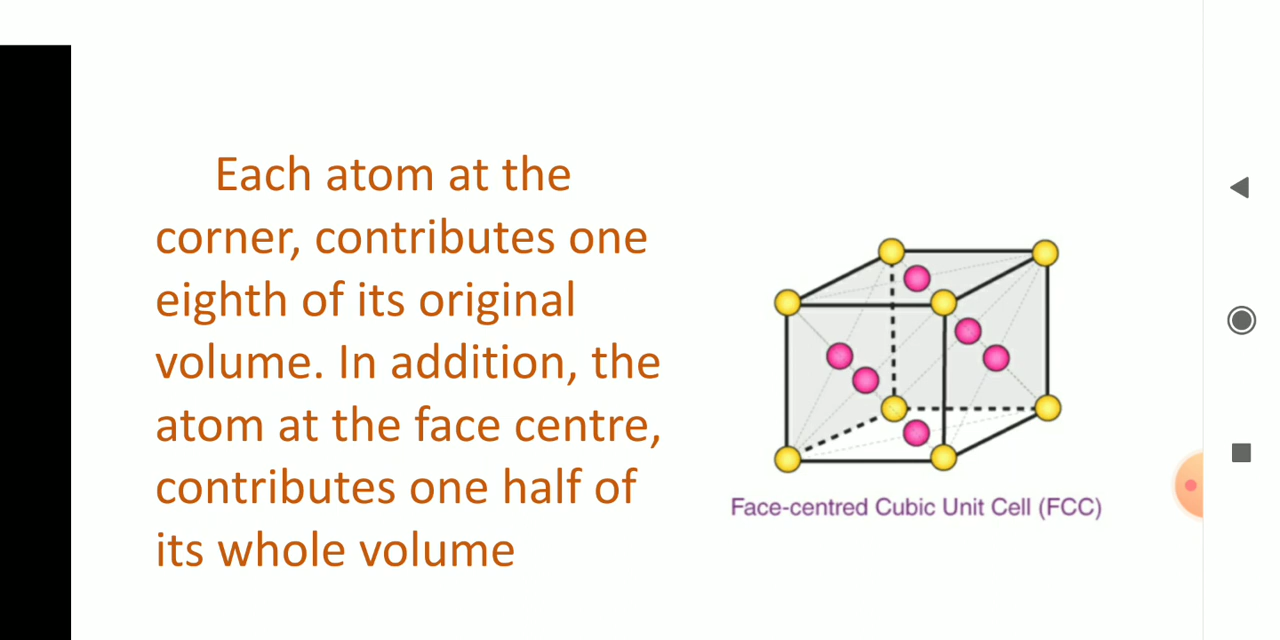 Each atom at the
corner, contributes one
eighth of its original
volume. In addition, the
atom at the face centre,
contributes one half of
its whole volume
Face-centred Cubic Unit Cell (FCC)